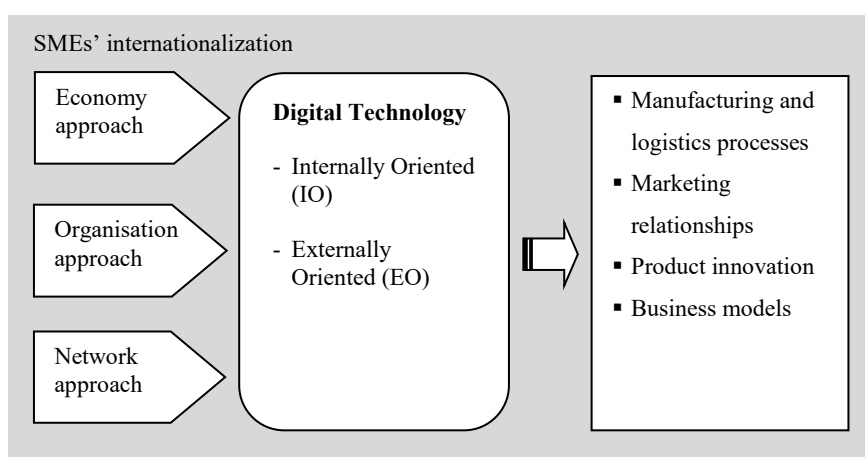 SMEs’ internationalization
Economy
approach
Organisation
approach
Network
approach
Digital Technology
- Internally Oriented
(IO)
- Externally
Oriented (EO)
▪ Manufacturing and
logistics processes
▪ Marketing
relationships
▪ Product innovation
▪ Business models